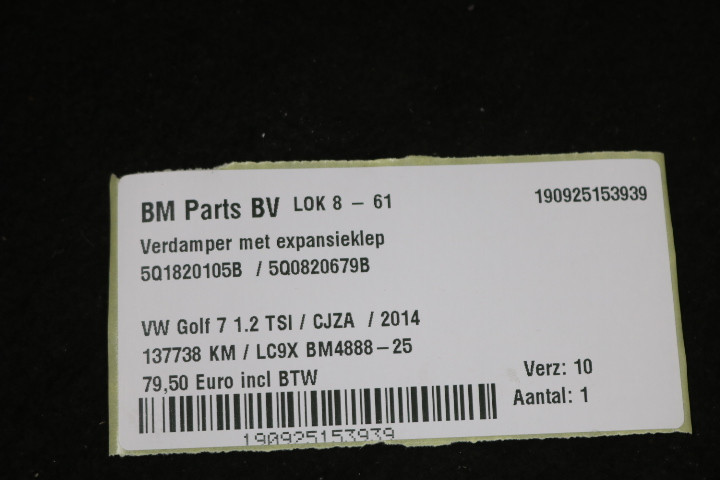 BM Parts BV LOK 8 - 61 190925153939
Verdamper met expansieklep
5Q1820105B / 5Q0820679B
VW Golf 7 1.2 TSI / CJZA / 2014
137738 KM / LC9X BM4888-25
79,50 Euro incl BTW
Verz: 10
Aantal: 1
190925153939